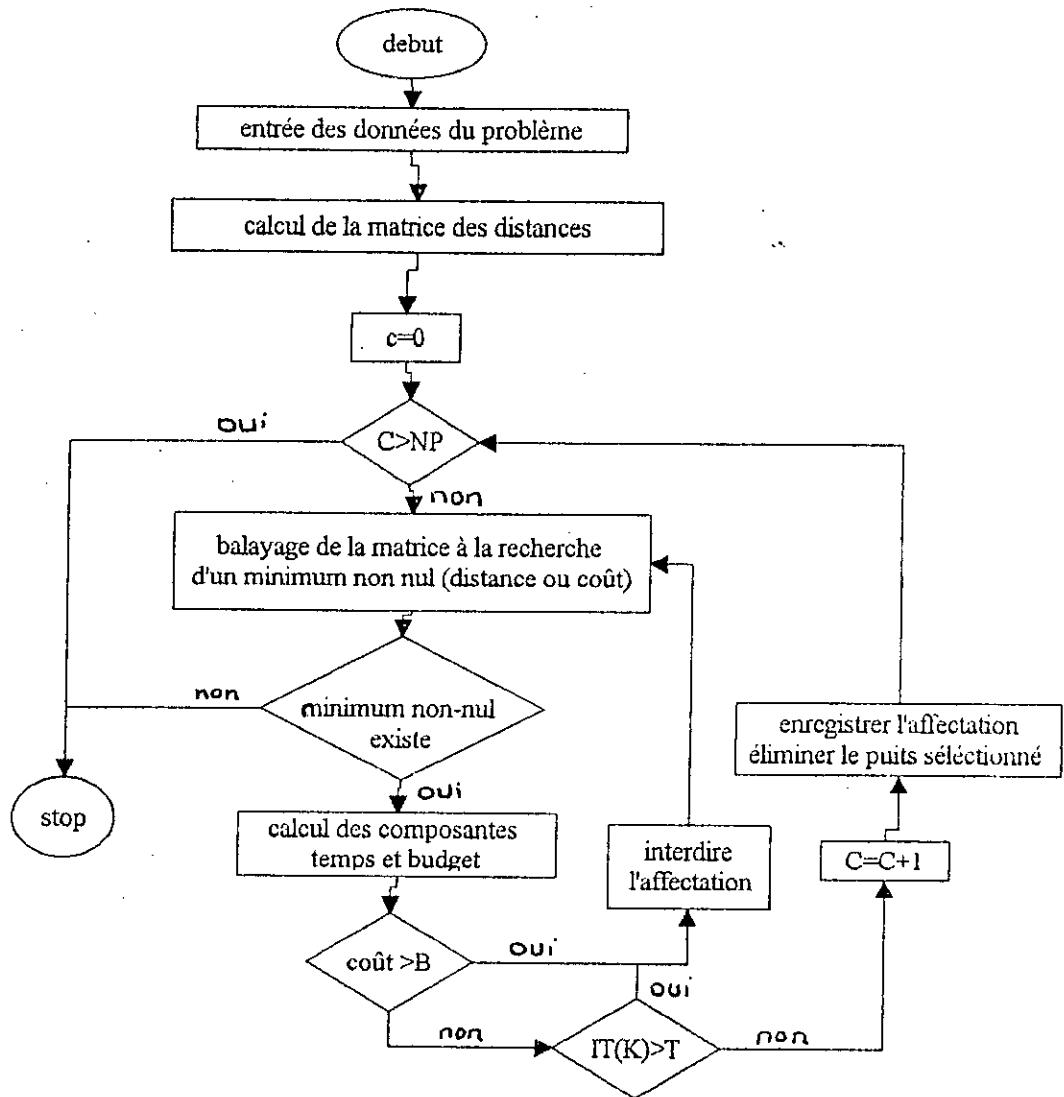 debut
entrée des données du problème
calcul de la matrice des distances
c=0
oui
C>NP
non
balayage de la matrice à la recherche
d'un minimum non nul (distance ou coût)
non
minimum non-nul
existe
enregistrer l'affectation
éliminer le puits séléctionné
stop
oui
calcul des composantes
temps et budget
interdire
l'affectation
C=C+1
coût >B
oui
oui
non
IT(K)>T
non